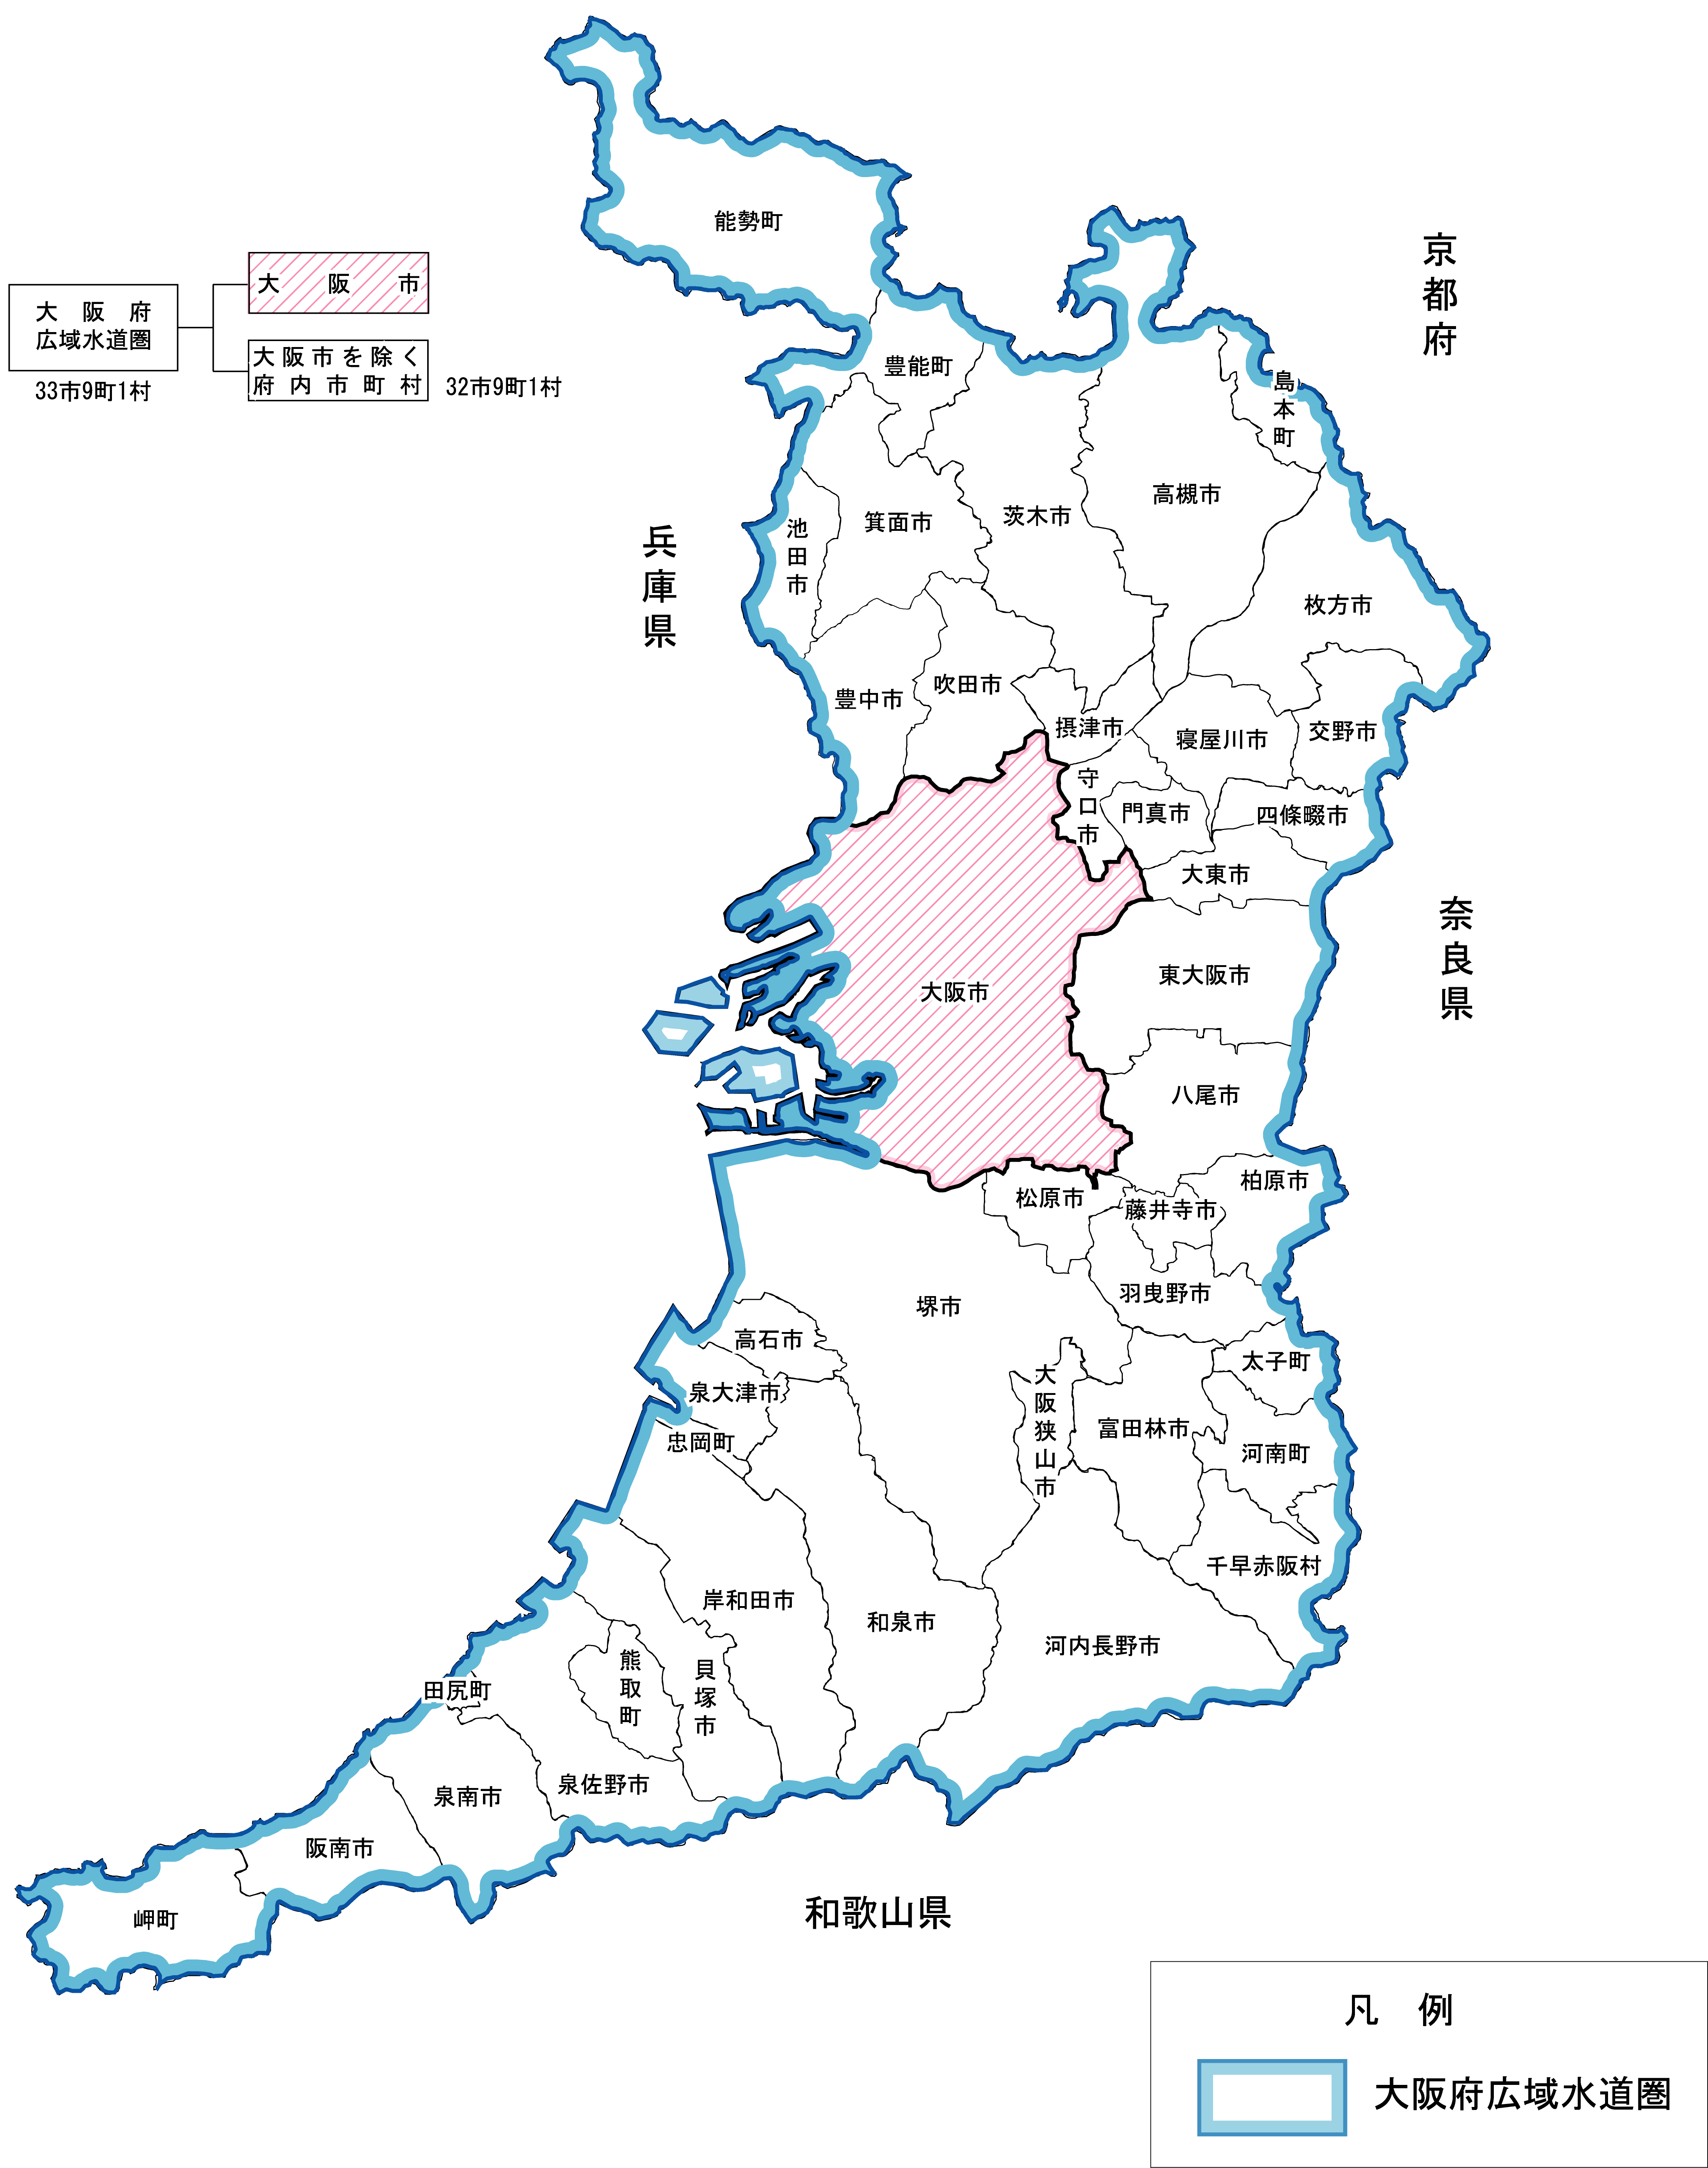 大阪府
広域水道圏
33市9町1村
大阪市
大阪市を除く
府内市町村
32市9町1村
京都府
兵庫県
奈良県
和歌山県
能勢町
豊能町
島本町
高槻市
茨木市
箕面市
池田市
枚方市
豊中市
吹田市
摂津市
寝屋川市
交野市
守口市
門真市
四條畷市
大東市
東大阪市
大阪市
八尾市
柏原市
松原市
藤井寺市
羽曳野市
堺市
高石市
泉大津市
忠岡町
大阪狭山市
富田林市
太子町
河南町
千早赤阪村
岸和田市
和泉市
河内長野市
熊取町
貝塚市
田尻町
泉佐野市
泉南市
阪南市
岬町
凡例
大阪府広域水道圏